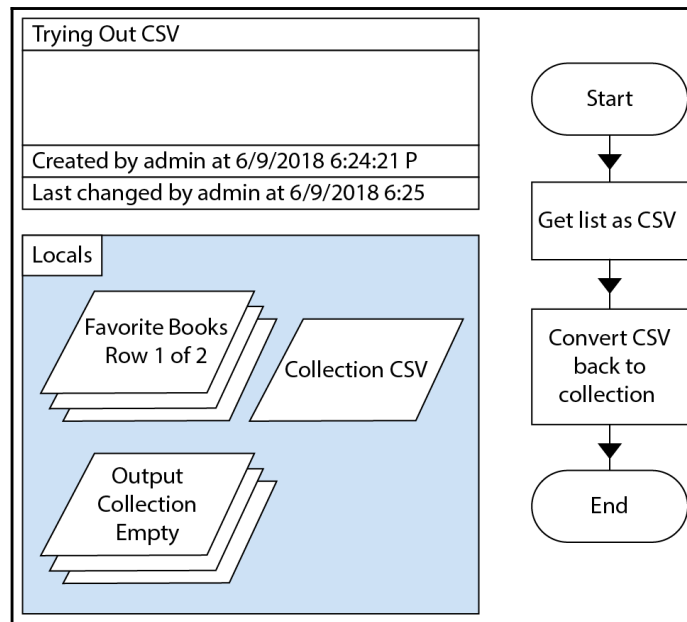 Trying Out CSV
Created by admin at 6/9/2018 6:24:21 P
Last changed by admin at 6/9/2018 6:25
Locals
Favorite Books
Row 1 of 2
Collection CSV
Output
Collection
Empty
Start
Get list as CSV
Convert CSV
back to
collection
End